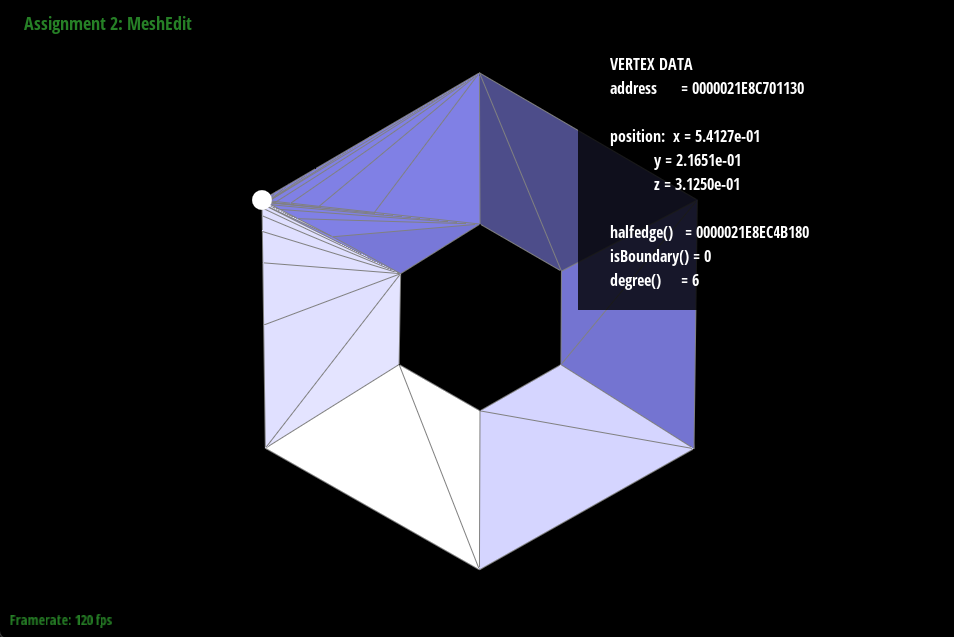 Assignment 2: MeshEdit
VERTEX DATA
address = 0000021E8C701130
position: x = 5.4127e-01
y = 2.1651e-01
z = 3.1250e-01
halfedge() = 0000021E8EC4B180
isBoundary() = 0
degree() = 6
Framerate: 120 fps